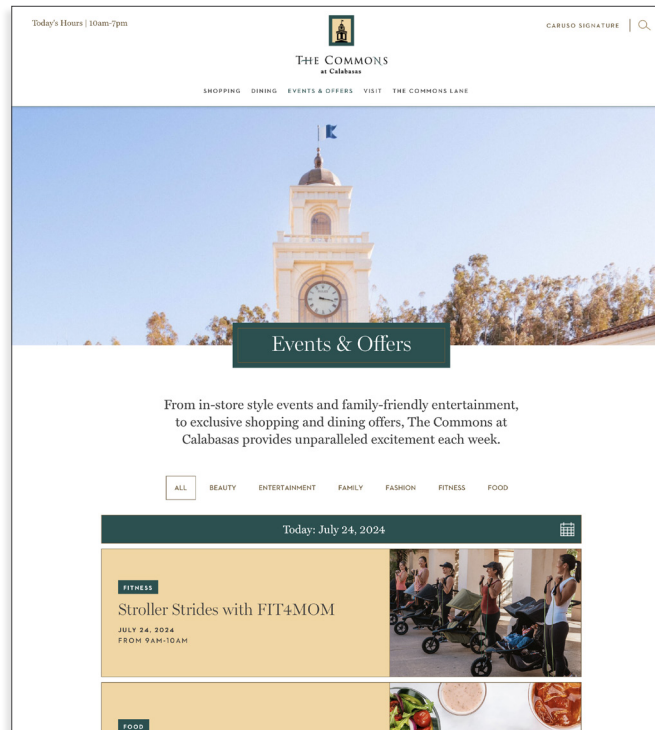 Today's Hours | 10am-7pm
CARUSO SIGNATURE
THE COMMONS
at Calabasas
SHOPPING DINING EVENTS & OFFERS VISIT THE COMMONS LANE
Events & Offers
From in-store style events and family-friendly entertainment,
to exclusive shopping and dining offers, The Commons at
Calabasas provides unparalleled excitement each week.
ALL BEAUTY ENTERTAINMENT FAMILY FASHION FITNESS FOOD
Today: July 24, 2024
FITNESS
Stroller Strides with FIT4MOM
JULY 24, 2024
FROM 9AM-10AM
FOOD